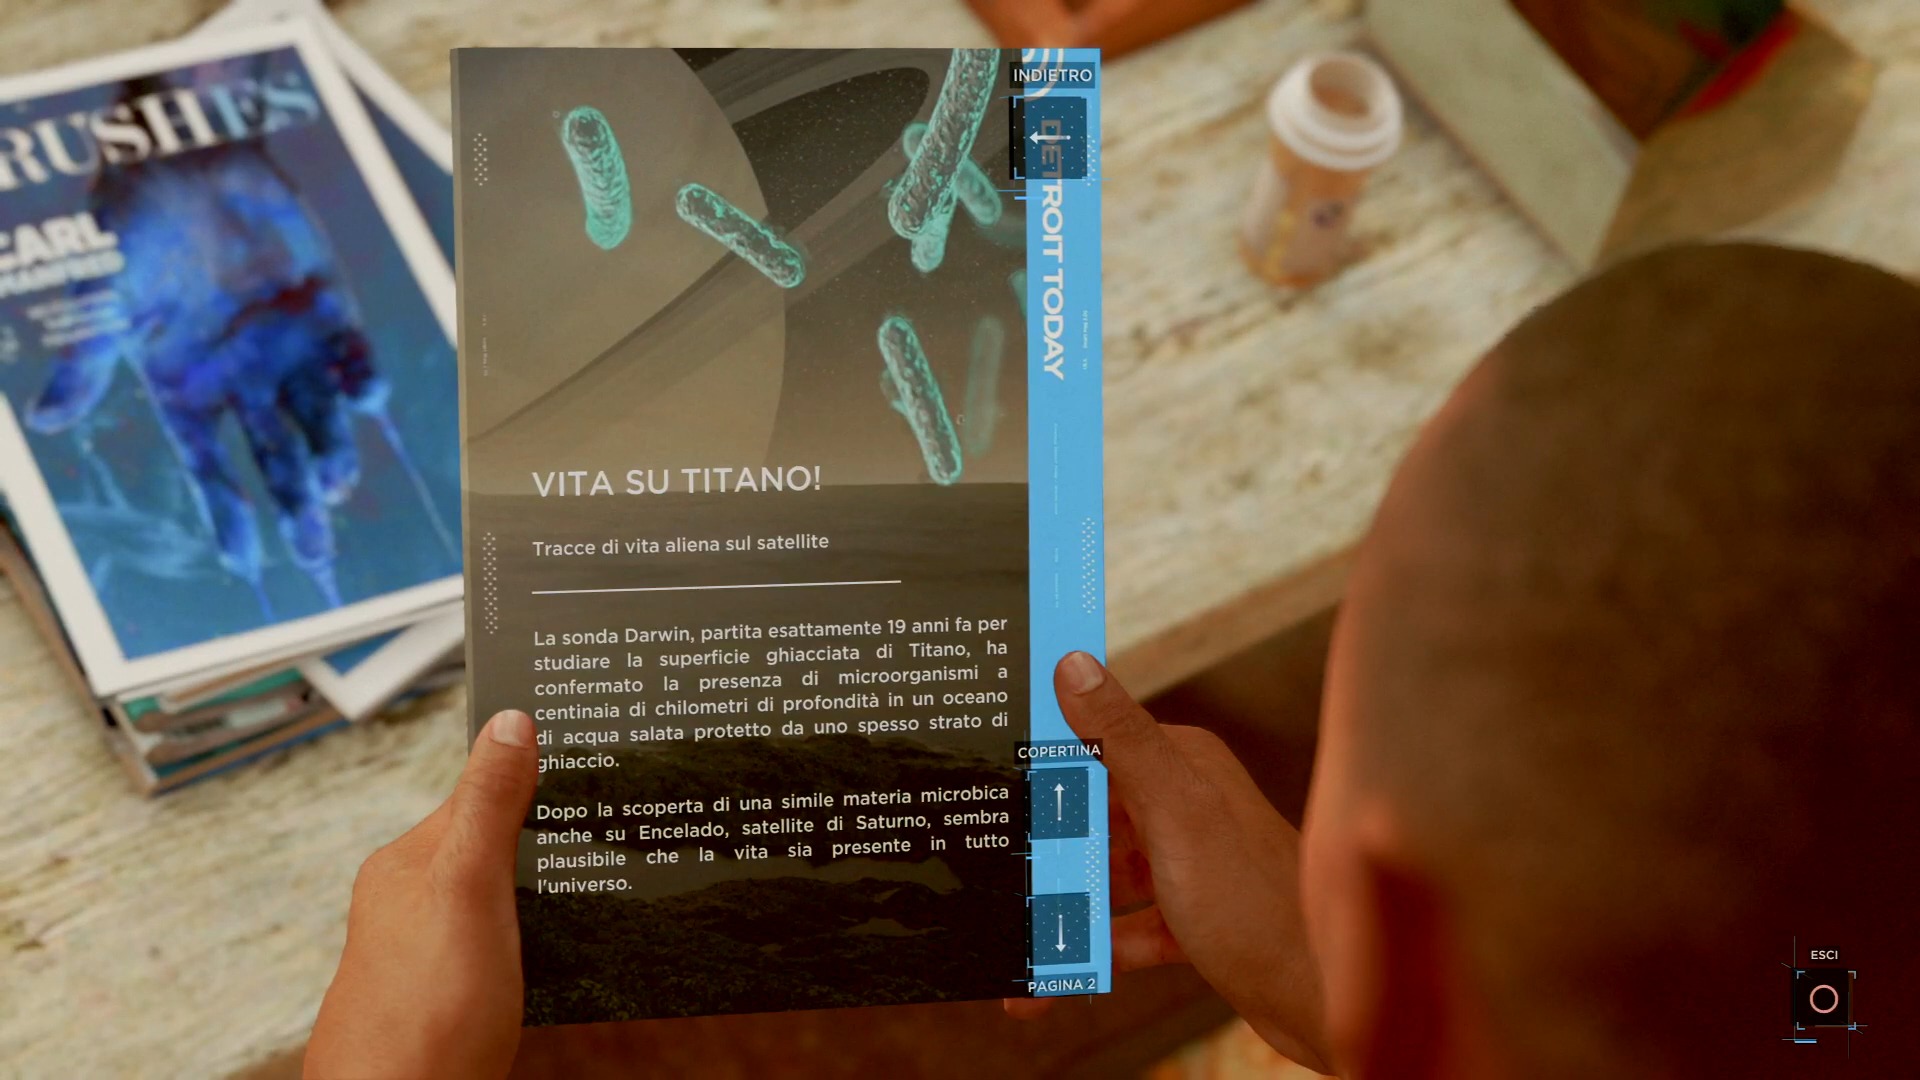 RUSHES
CARL
MANFRED
INDIETRO
DETROIT TODAY
VITA SU TITANO!
Tracce di vita aliena sul satellite
La sonda Darwin, partita esattamente 19 anni fa per
studiare la superficie ghiacciata di Titano, ha
confermato la presenza di microorganismi a
centinaia di chilometri di profondità in un oceano
di acqua salata protetto da uno spesso strato di
ghiaccio.
Dopo la scoperta di una simile materia microbica
anche su Encelado, satellite di Saturno, sembra
plausibile che la vita sia presente in tutto
l'universo.
COPERTINA
PAGINA 2
ESCI